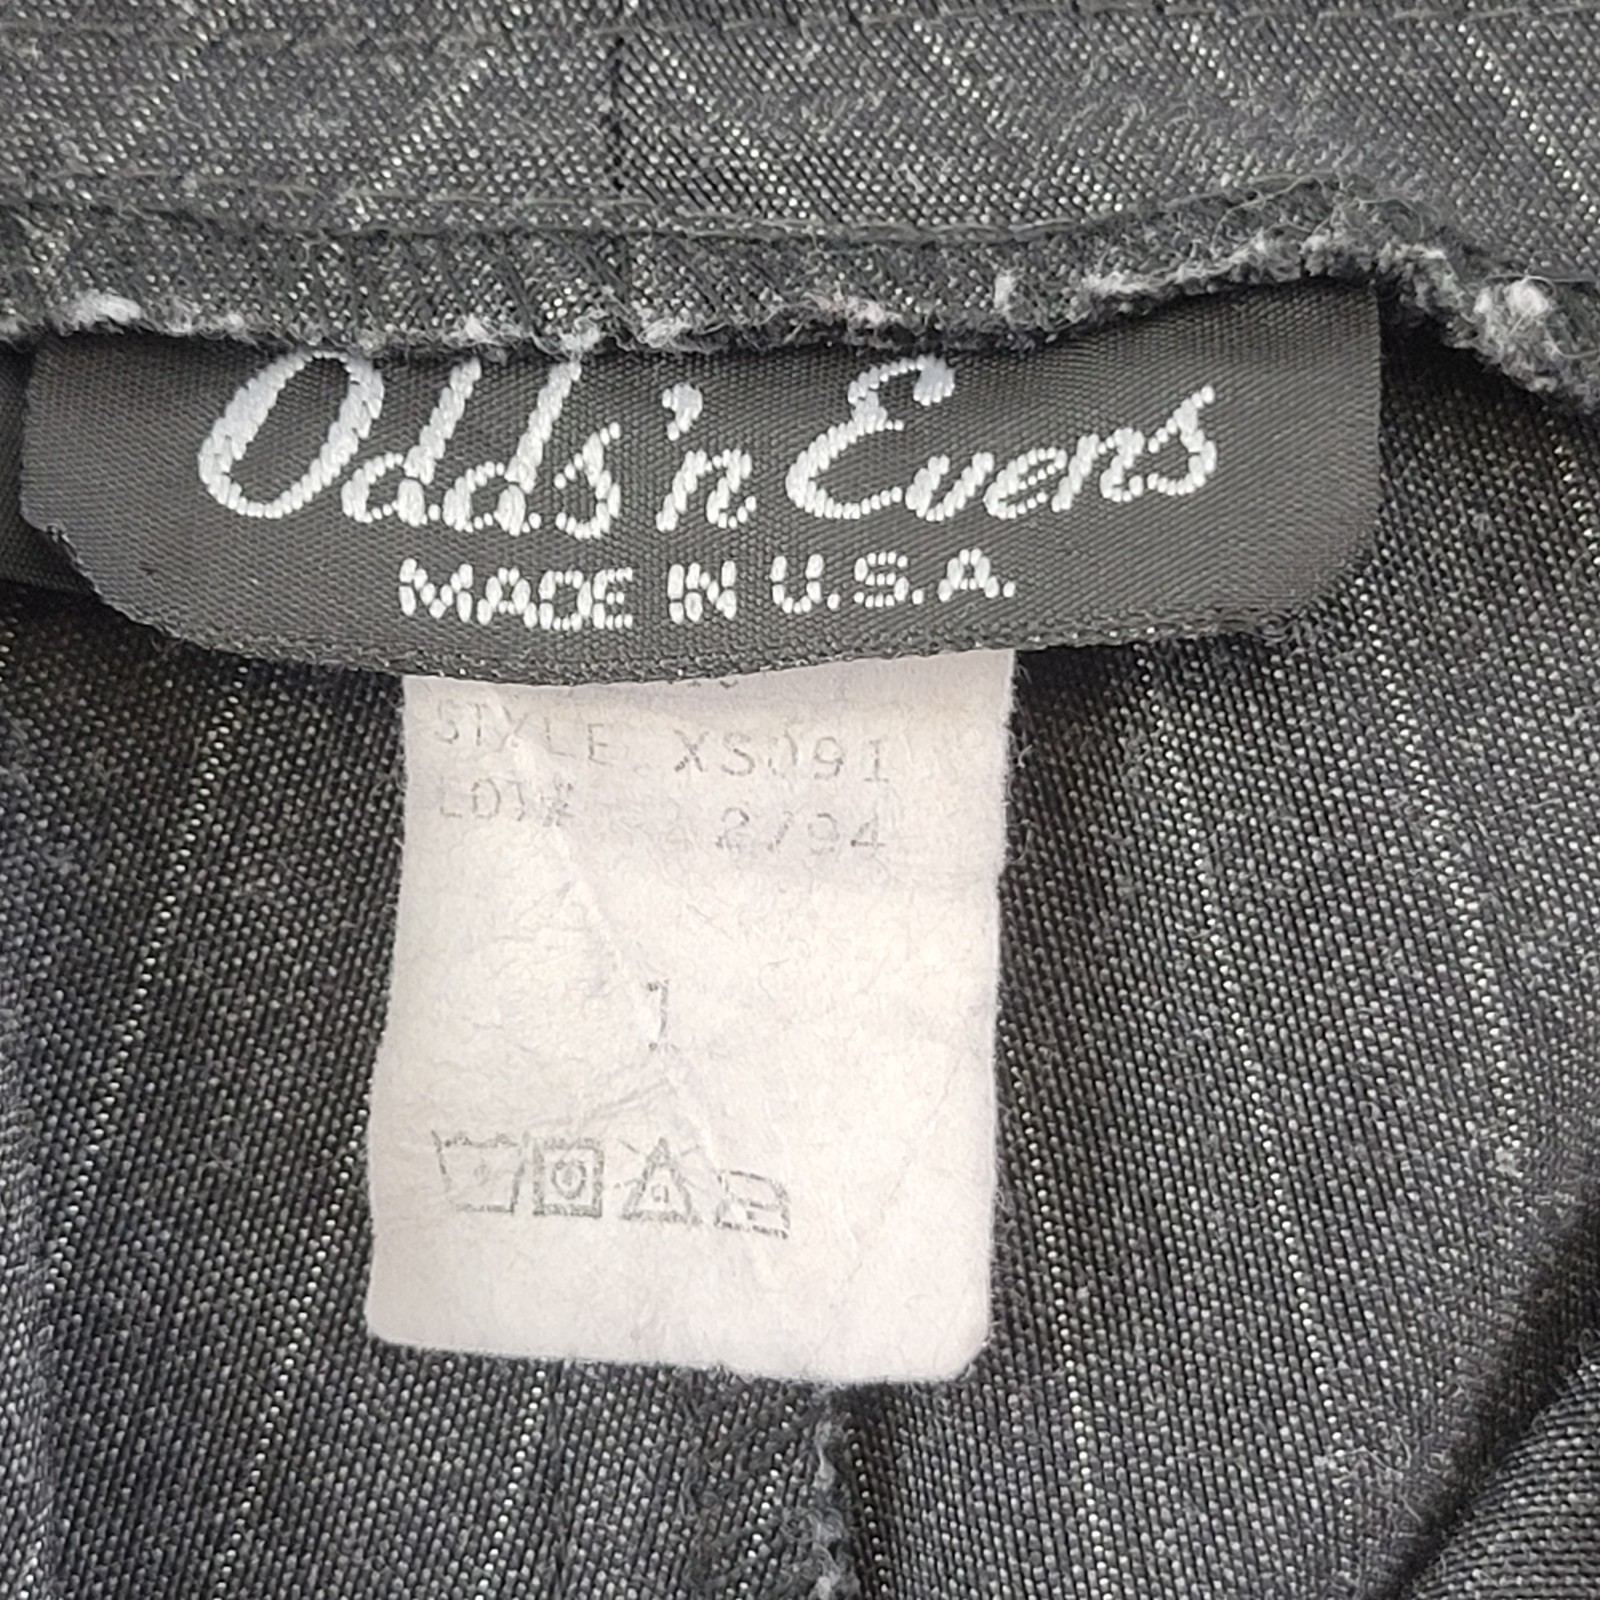 Odds 'n Evens
MADE IN U.S.A.
STYLE XS091
LOT# 2/94
1